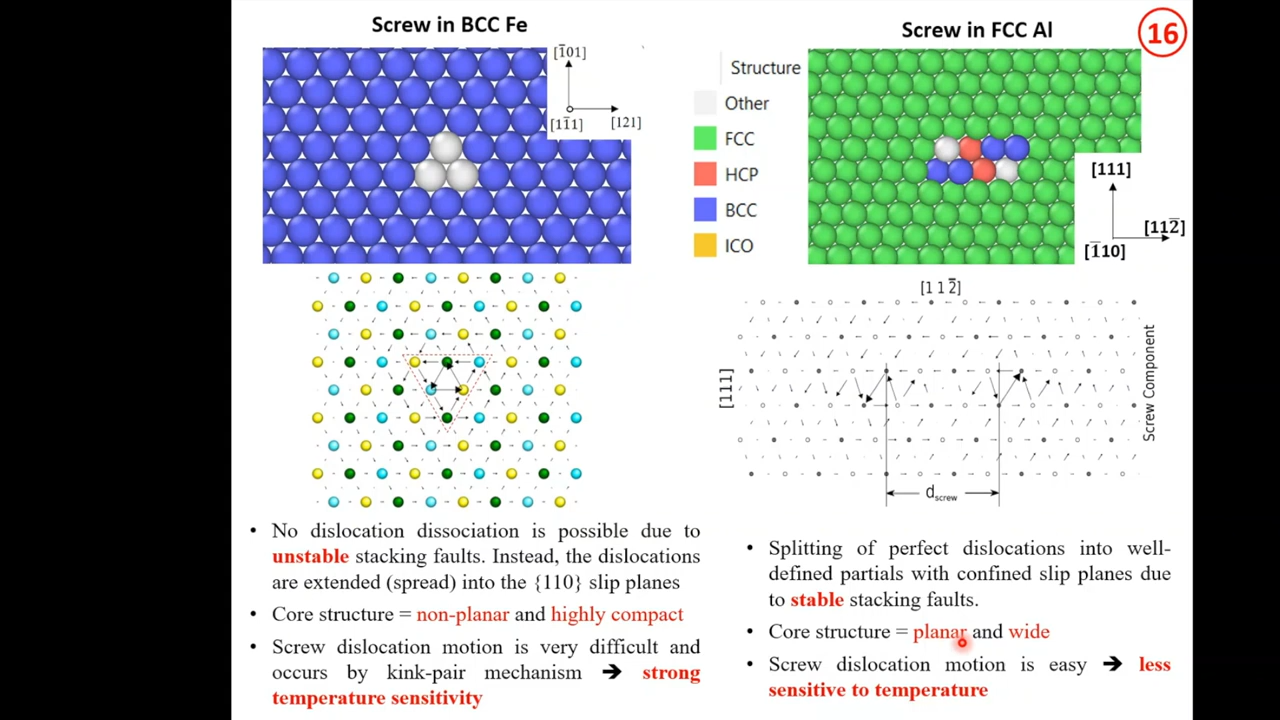 Screw in BCC Fe
[1̅01]
[11̅1]
[121]
Structure
Other
FCC
HCP
BCC
ICO
Screw in FCC Al
16
[111]
[112̅]
[1̅10]
[1 1 2̅]
[111]
Screw Component
d_screw
• No dislocation dissociation is possible due to
unstable stacking faults. Instead, the dislocations
are extended (spread) into the {110} slip planes
• Core structure = non-planar and highly compact
• Screw dislocation motion is very difficult and
occurs by kink-pair mechanism ➔ strong
temperature sensitivity
• Splitting of perfect dislocations into well-
defined partials with confined slip planes due
to stable stacking faults.
• Core structure = planar and wide
• Screw dislocation motion is easy ➔ less
sensitive to temperature